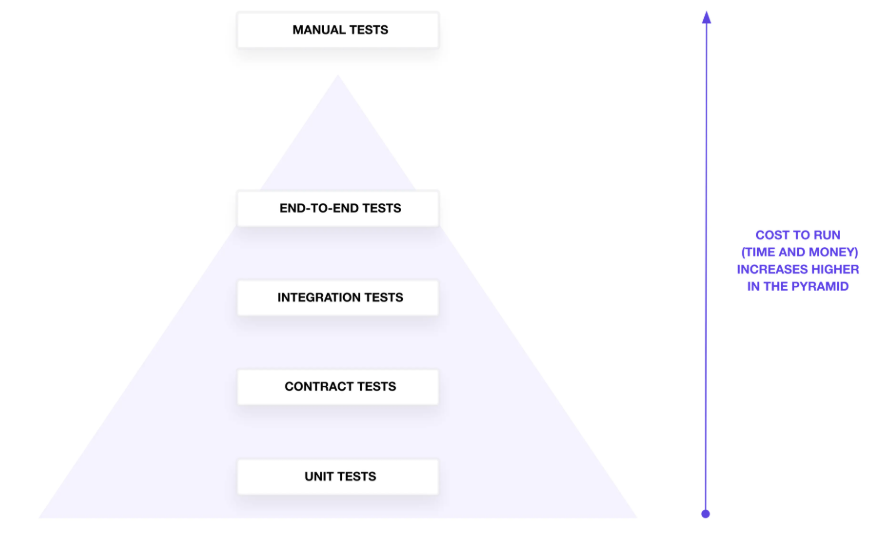 MANUAL TESTS
END-TO-END TESTS
INTEGRATION TESTS
CONTRACT TESTS
UNIT TESTS
COST TO RUN
(TIME AND MONEY)
INCREASES HIGHER
IN THE PYRAMID